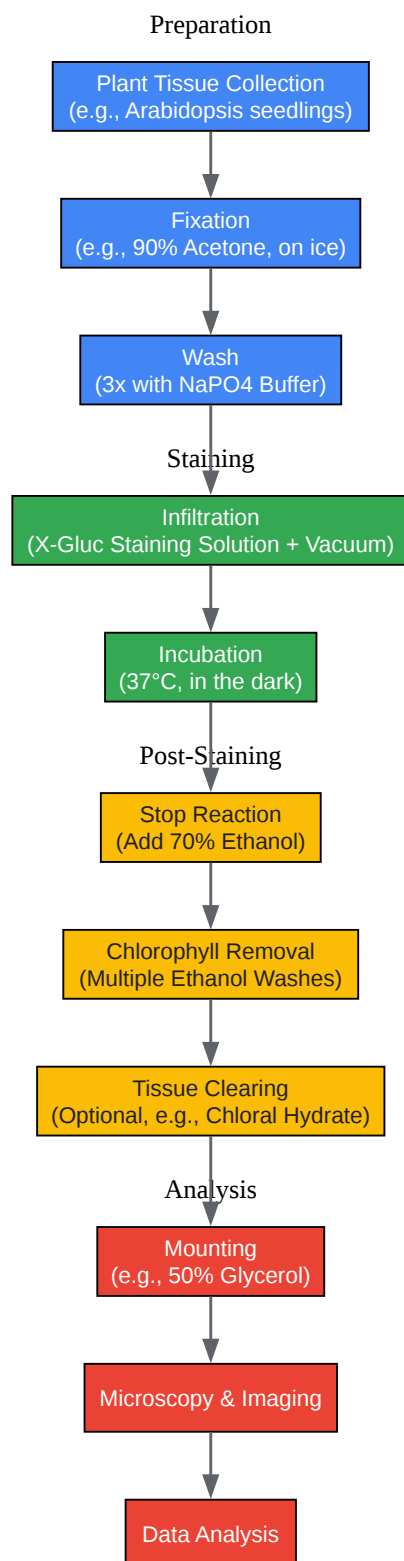 Preparation
Plant Tissue Collection
(e.g., Arabidopsis seedlings)
Fixation
(e.g., 90% Acetone, on ice)
Wash
(3x with NaPO4 Buffer)
Staining
Infiltration
(X-Gluc Staining Solution + Vacuum)
Incubation
(37°C, in the dark)
Post-Staining
Stop Reaction
(Add 70% Ethanol)
Chlorophyll Removal
(Multiple Ethanol Washes)
Tissue Clearing
(Optional, e.g., Chloral Hydrate)
Analysis
Mounting
(e.g., 50% Glycerol)
Microscopy & Imaging
Data Analysis